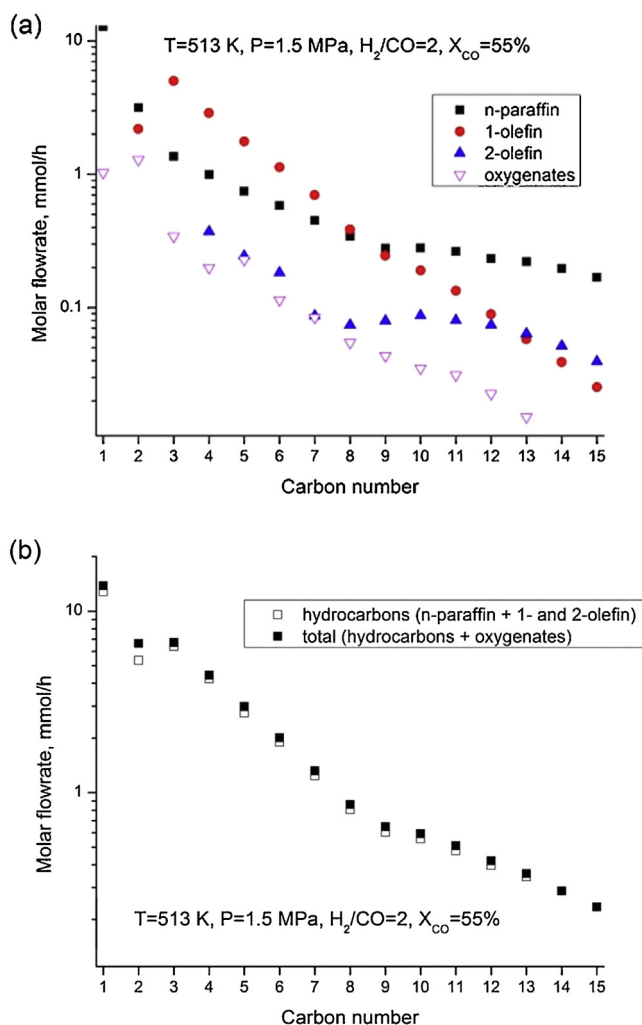 (a)
T=513 K, P=1.5 MPa, H₂/CO=2, X_CO=55%
n-paraffin
1-olefin
2-olefin
oxygenates
10
1
0.1
Molar flowrate, mmol/h
1 2 3 4 5 6 7 8 9 10 11 12 13 14 15
Carbon number
(b)
hydrocarbons (n-paraffin + 1- and 2-olefin)
total (hydrocarbons + oxygenates)
10
1
Molar flowrate, mmol/h
T=513 K, P=1.5 MPa, H₂/CO=2, X_CO=55%
1 2 3 4 5 6 7 8 9 10 11 12 13 14 15
Carbon number